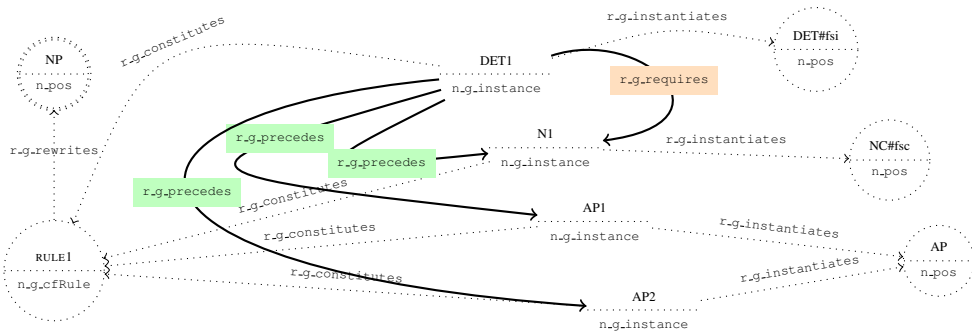 r_g_instantiates
r_g_constitutes
DET#fsi
n_pos
NP
n_pos
DET1
n_g_instance
r_g_requires
r_g_precedes
N1
n_g_instance
r_g_instantiates
NC#fsc
n_pos
r_g_rewrites
r_g_precedes
r_g_precedes
r_g_constitutes
AP1
n_g_instance
r_g_instantiates
r_g_constitutes
AP
n_pos
RULE1
n_g_cfRule
r_g_constitutes
r_g_instantiates
AP2
n_g_instance